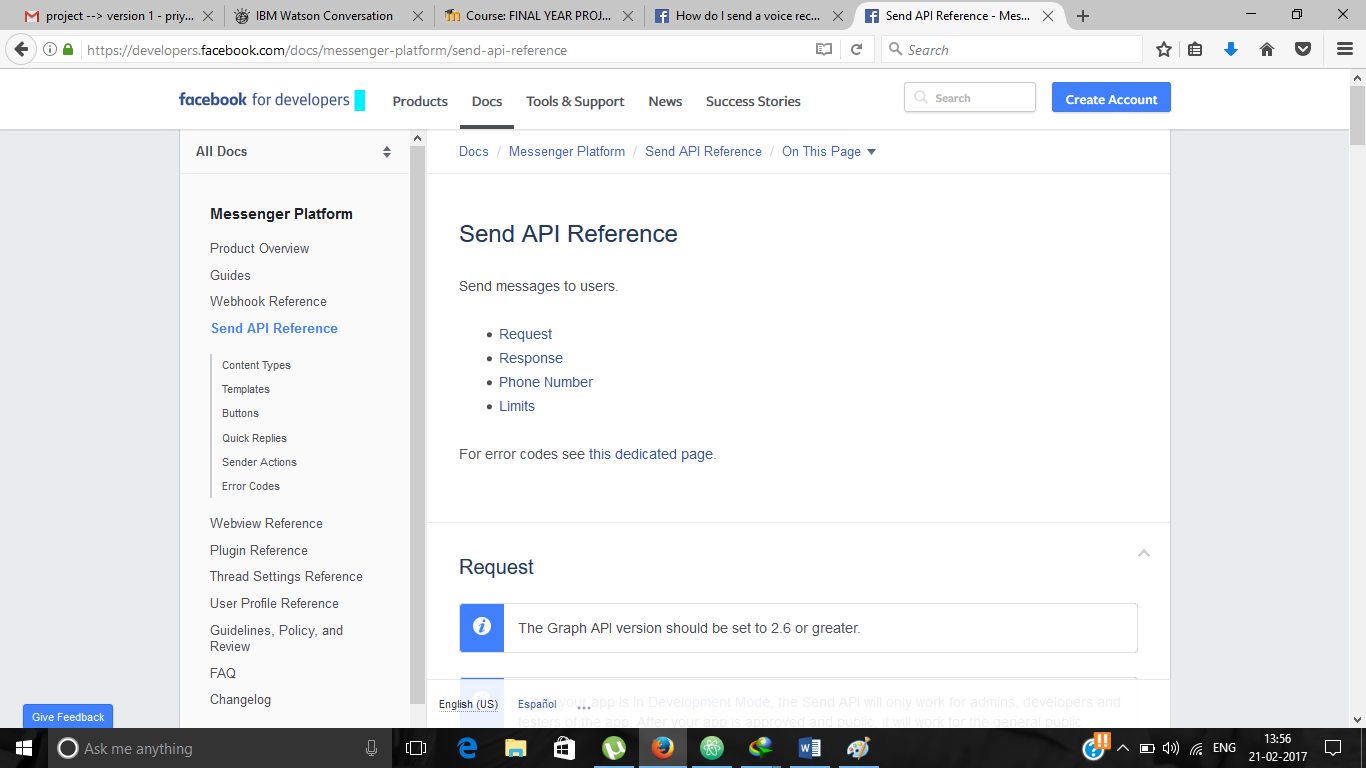 project --> version 1 - priy...
IBM Watson Conversation
Course: FINAL YEAR PROJ...
How do I send a voice rec...
Send API Reference - Mes...
https://developers.facebook.com/docs/messenger-platform/send-api-reference
Search
facebook for developers
Products
Docs
Tools & Support
News
Success Stories
Search
Create Account
All Docs
Docs / Messenger Platform / Send API Reference / On This Page
Messenger Platform
Product Overview
Guides
Webhook Reference
Send API Reference
Content Types
Templates
Buttons
Quick Replies
Sender Actions
Error Codes
Webview Reference
Plugin Reference
Thread Settings Reference
User Profile Reference
Guidelines, Policy, and
Review
FAQ
Changelog
Send API Reference
Send messages to users.
Request
Response
Phone Number
Limits
For error codes see this dedicated page.
Request
The Graph API version should be set to 2.6 or greater.
your app is in Development Mode, the Send API will only work for admins, developers and
testers of the app. After your app is approved and public, it will work for the general public.
English (US)
Español
...
Give Feedback
Ask me anything
ENG
13:56
21-02-2017